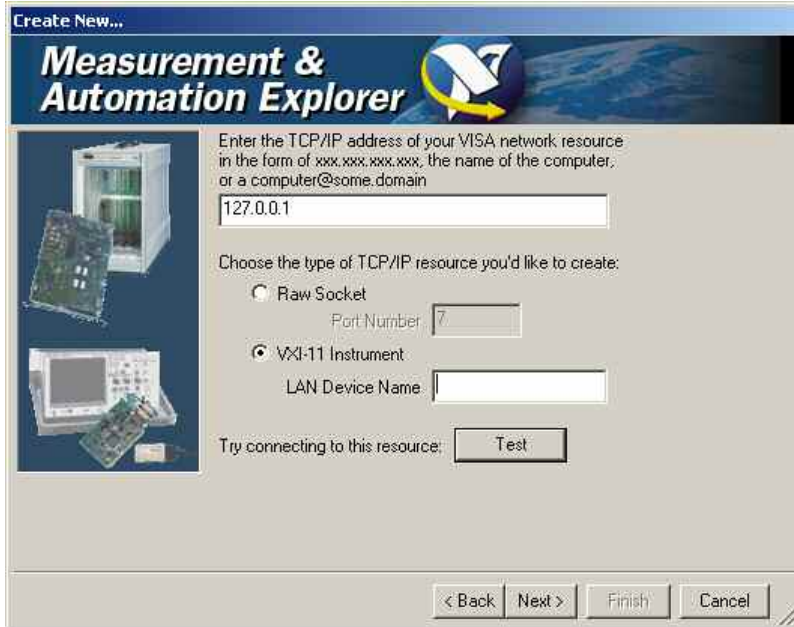 Create New...
Measurement &
Automation Explorer
Enter the TCP/IP address of your VISA network resource
in the form of xxx.xxx.xxx.xxx, the name of the computer,
or a computer@some.domain
127.0.0.1
Choose the type of TCP/IP resource you'd like to create:
Raw Socket
Port Number 7
VXI-11 Instrument
LAN Device Name
Try connecting to this resource: Test
< Back Next > Finish Cancel